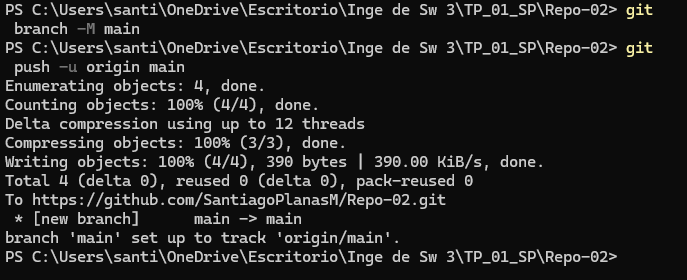 PS C:\Users\santi\OneDrive\Escritorio\Inge de Sw 3\TP_01_SP\Repo-02> git
branch -M main
PS C:\Users\santi\OneDrive\Escritorio\Inge de Sw 3\TP_01_SP\Repo-02> git
push -u origin main
Enumerating objects: 4, done.
Counting objects: 100% (4/4), done.
Delta compression using up to 12 threads
Compressing objects: 100% (3/3), done.
Writing objects: 100% (4/4), 390 bytes | 390.00 KiB/s, done.
Total 4 (delta 0), reused 0 (delta 0), pack-reused 0
To https://github.com/SantiagoPlanasM/Repo-02.git
* [new branch]      main -> main
branch 'main' set up to track 'origin/main'.
PS C:\Users\santi\OneDrive\Escritorio\Inge de Sw 3\TP_01_SP\Repo-02>